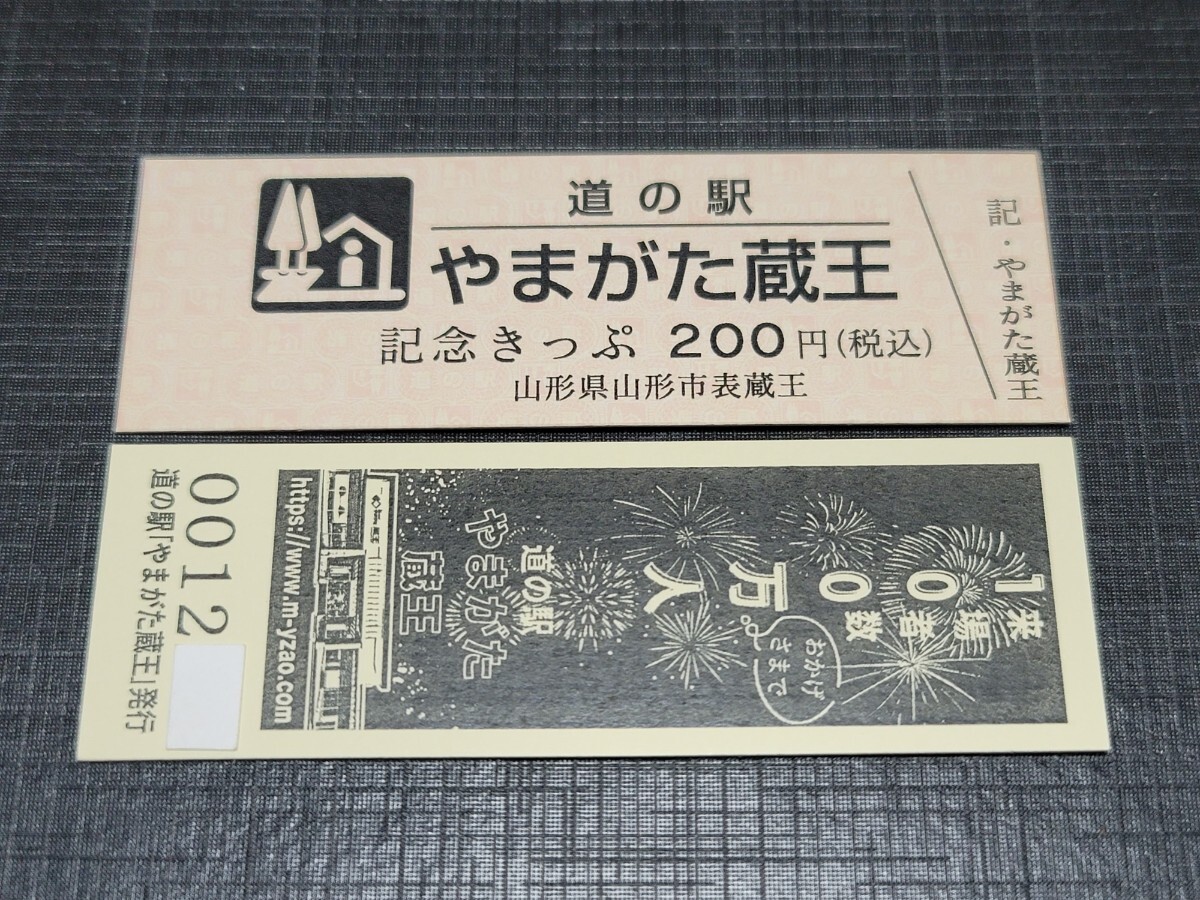 道の駅
やまがた蔵王
記念きっぷ 200円(税込)
山形県山形市表蔵王
記・やまがた蔵王
来場者数
100
万人
おかげ
さまで
道の駅
やまがた
蔵王
https://www.m-yzao.com
0012
道の駅「やまがた蔵王」発行